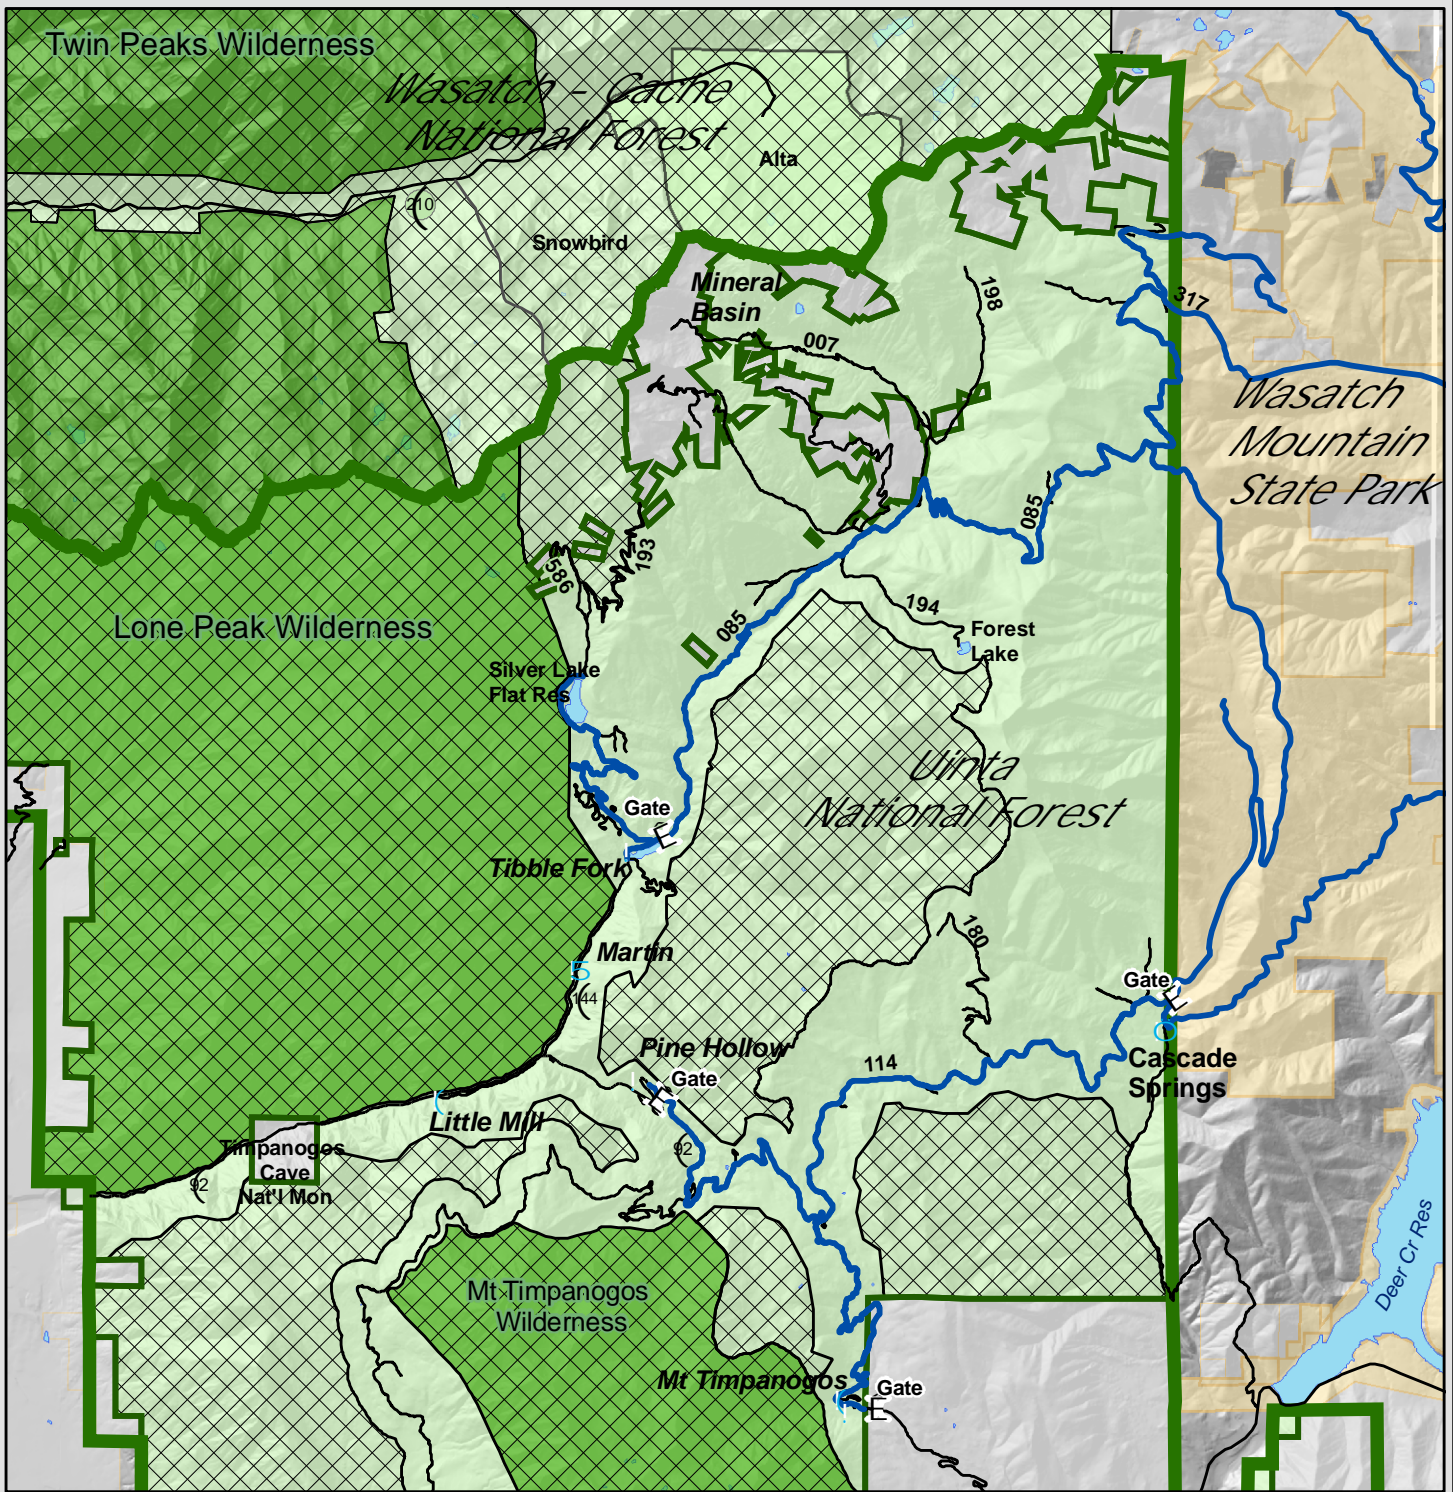 Twin Peaks Wilderness
Wasatch - Cache
National Forest
Alta
210
Snowbird
Mineral
Basin
198
317
007
Wasatch
Mountain
State Park
085
193
586
194
Lone Peak Wilderness
085
Forest
Lake
Silver Lake
Flat Res
Uinta
National Forest
Gate
E
Tibble Fork
180
Martin
5
144
Gate
E
Pine Hollow
Cascade
Springs
114
Gate
E
Little Mill
Timpanogos
Cave
Nat'l Mon
92
92
Deer Cr Res
Mt Timpanogos
Wilderness
Mt Timpanogos
Gate
E